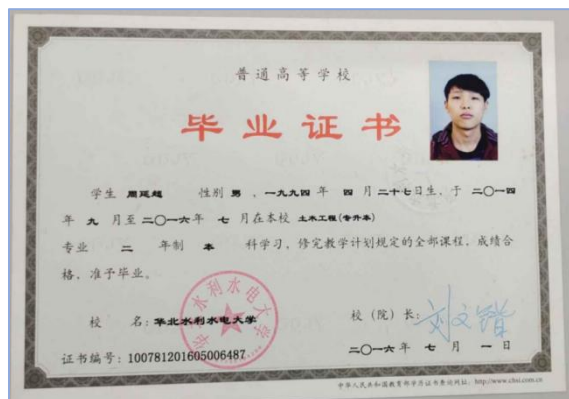 普通高等学校
毕业证书
学生 周延超 性别 男 ，一九九四年 四 月二十七日生，于 二〇一四
年 九 月至二〇一六年 七 月在本校 土木工程(专升本)
专业 二 年制 本 科学习，修完教学计划规定的全部课程，成绩合
格，准予毕业。
校 名：华北水利水电大学
校（院）长：刘文锴
证书编号：100781201605006487
二〇一六年 七 月 一 日
中华人民共和国教育部学历证书查询网址：http://www.chsi.com.cn